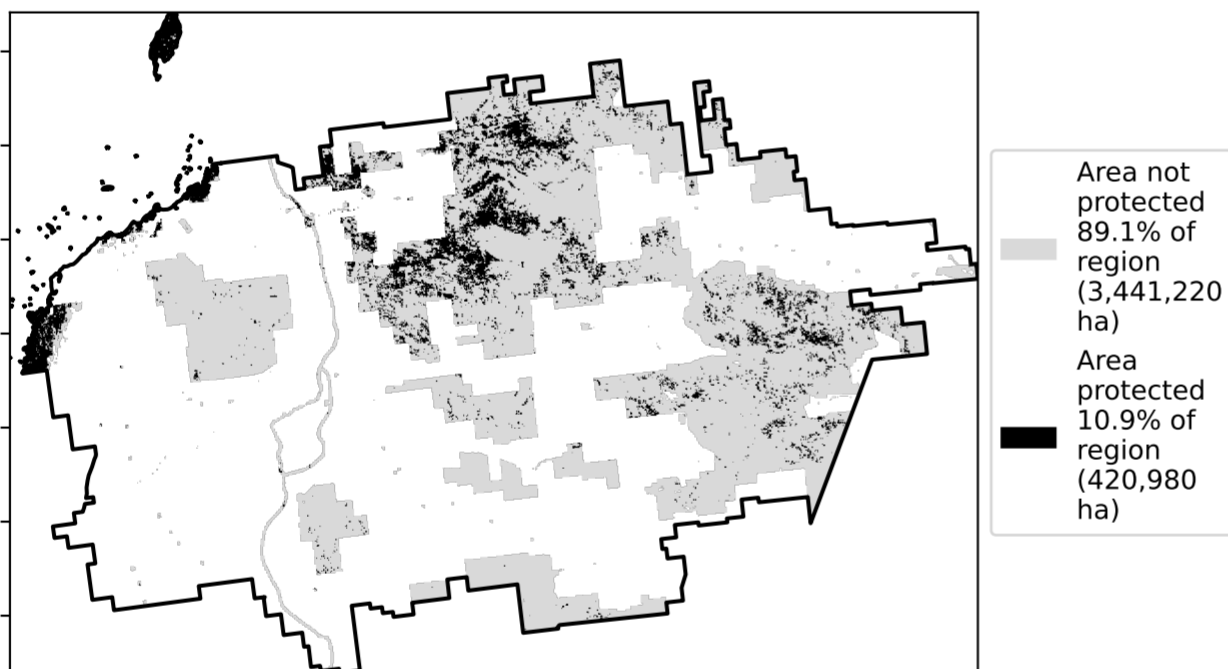 Area not
protected
89.1% of
region
(3,441,220
ha)
Area
protected
10.9% of
region
(420,980
ha)